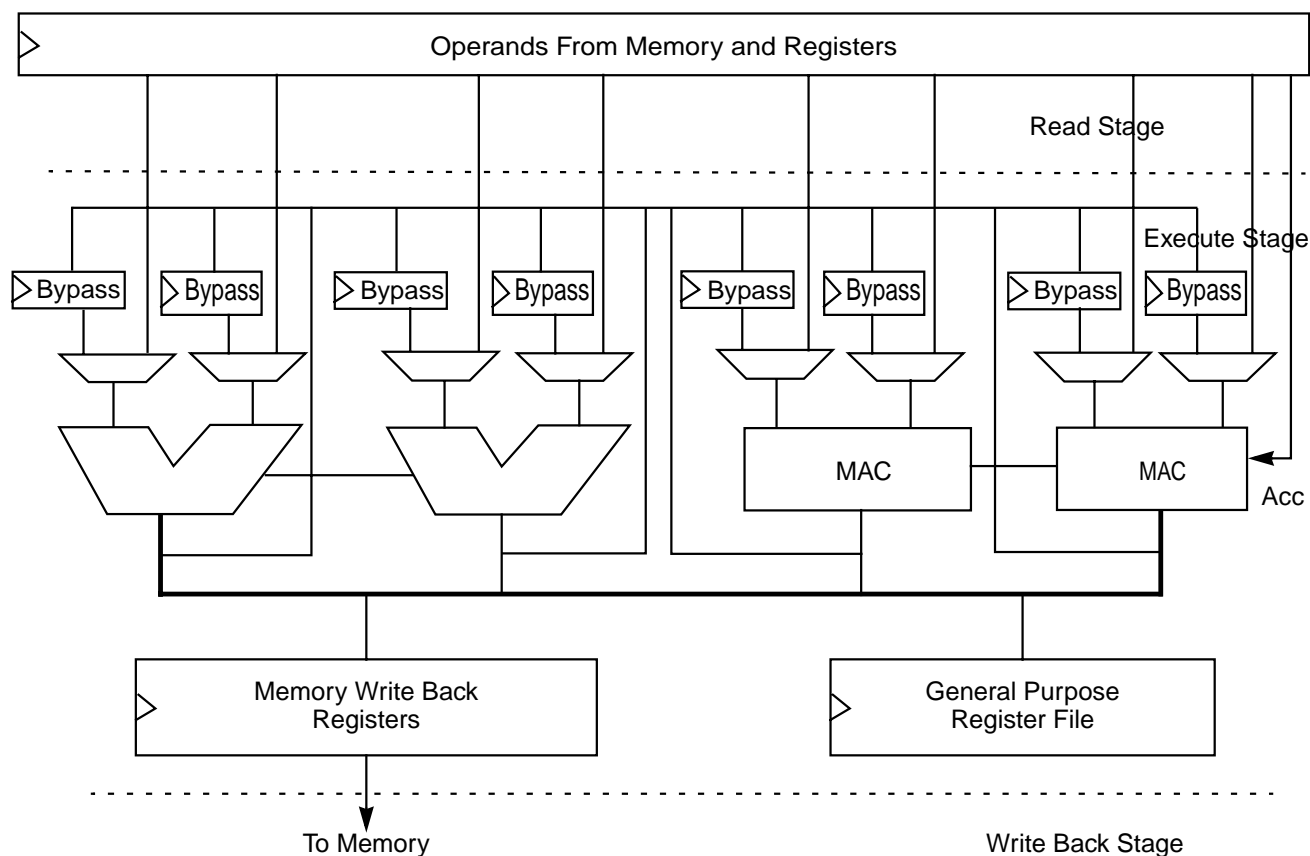 Operands From Memory and Registers
Read Stage
Execute Stage
Bypass
Bypass
Bypass
Bypass
Bypass
Bypass
Bypass
Bypass
MAC
MAC
Acc
Memory Write Back
Registers
General Purpose
Register File
To Memory
Write Back Stage